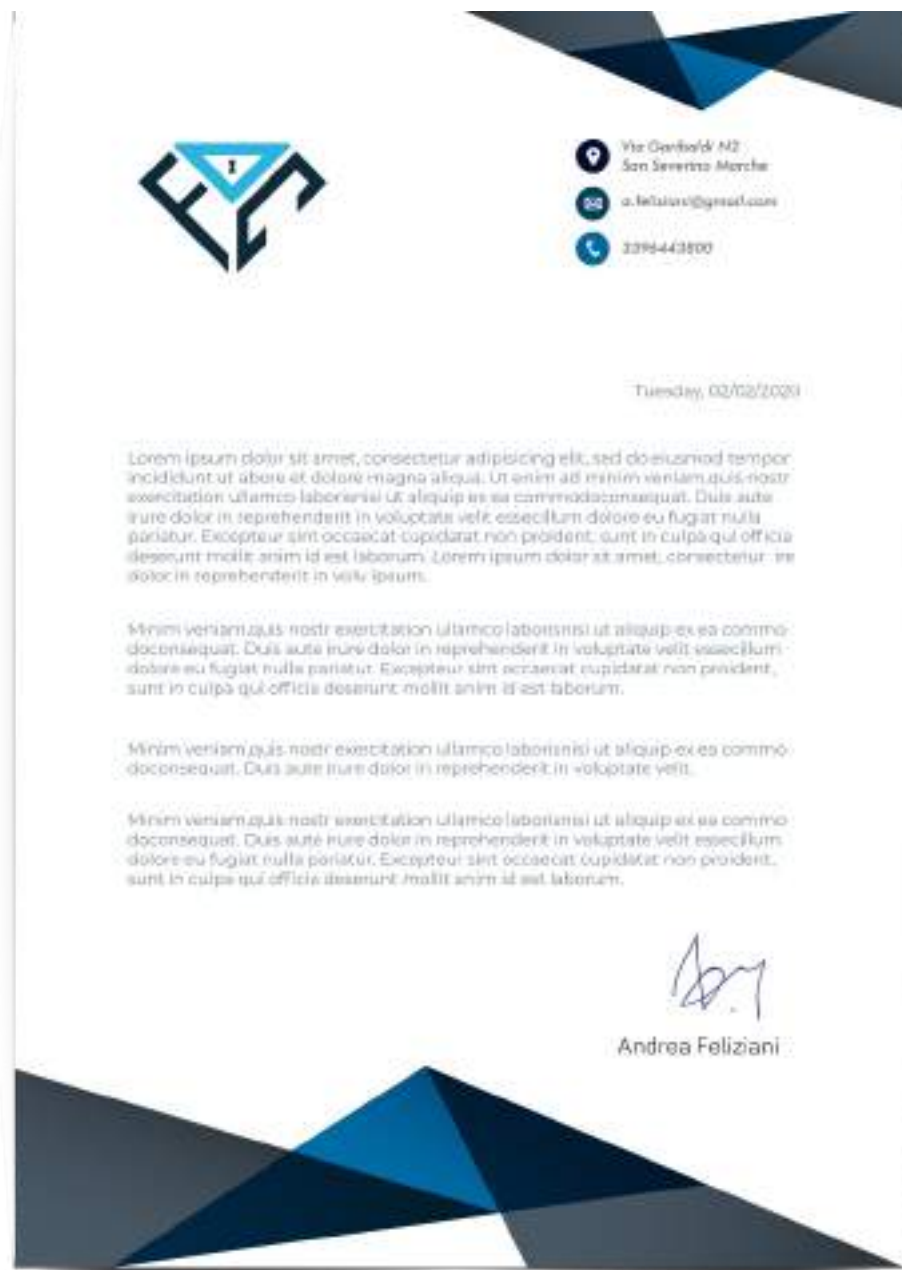 I
Via Garibaldi N2
San Severino Marche
a.feliziani@gmail.com
3396443800
Tuesday, 02/02/2020
Lorem ipsum dolor sit amet, consectetur adipisicing elit, sed do eiusmod tempor
incididunt ut abore et dolore magna aliqua. Ut enim ad minim veniam,quis nostr
exercitation ullamco laborisnisi ut aliquip ex ea commodoconsequat. Duis aute
irure dolor in reprehenderit in voluptate velit essecillum dolore eu fugiat nulla
pariatur. Excepteur sint occaecat cupidatat non proident, sunt in culpa qui officia
deserunt mollit anim id est laborum. Lorem ipsum dolor sit amet, consectetur ire
dolor in reprehenderit in volu ipsum.
Minim veniam,quis nostr exercitation ullamco laborisnisi ut aliquip ex ea commo
doconsequat. Duis aute irure dolor in reprehenderit in voluptate velit essecillum
dolore eu fugiat nulla pariatur. Excepteur sint occaecat cupidatat non proident,
sunt in culpa qui officia deserunt mollit anim id est laborum.
Minim veniam,quis nostr exercitation ullamco laborisnisi ut aliquip ex ea commo
doconsequat. Duis aute irure dolor in reprehenderit in voluptate velit.
Minim veniam,quis nostr exercitation ullamco laborisnisi ut aliquip ex ea commo
doconsequat. Duis aute irure dolor in reprehenderit in voluptate velit essecillum
dolore eu fugiat nulla pariatur. Excepteur sint occaecat cupidatat non proident,
sunt in culpa qui officia deserunt mollit anim id est laborum.
Andrea Feliziani